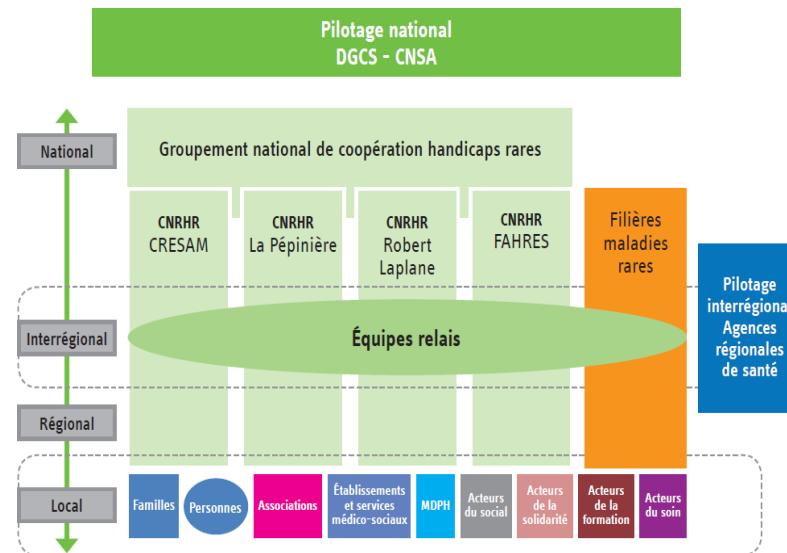 Pilotage national
DGCS - CNSA
National
Groupement national de coopération handicaps rares
CNRHR
CRESAM
CNRHR
La Pépinière
CNRHR
Robert
Laplane
CNRHR
FAHRES
Filières
maladies
rares
Pilotage
interrégional
Agences
régionales
de santé
Interrégional
Équipes relais
Régional
Local
Familles
Personnes
Associations
Établissements
et services
médico-sociaux
MDPH
Acteurs
du social
Acteurs
de la
solidarité
Acteurs
de la
formation
Acteurs
du soin